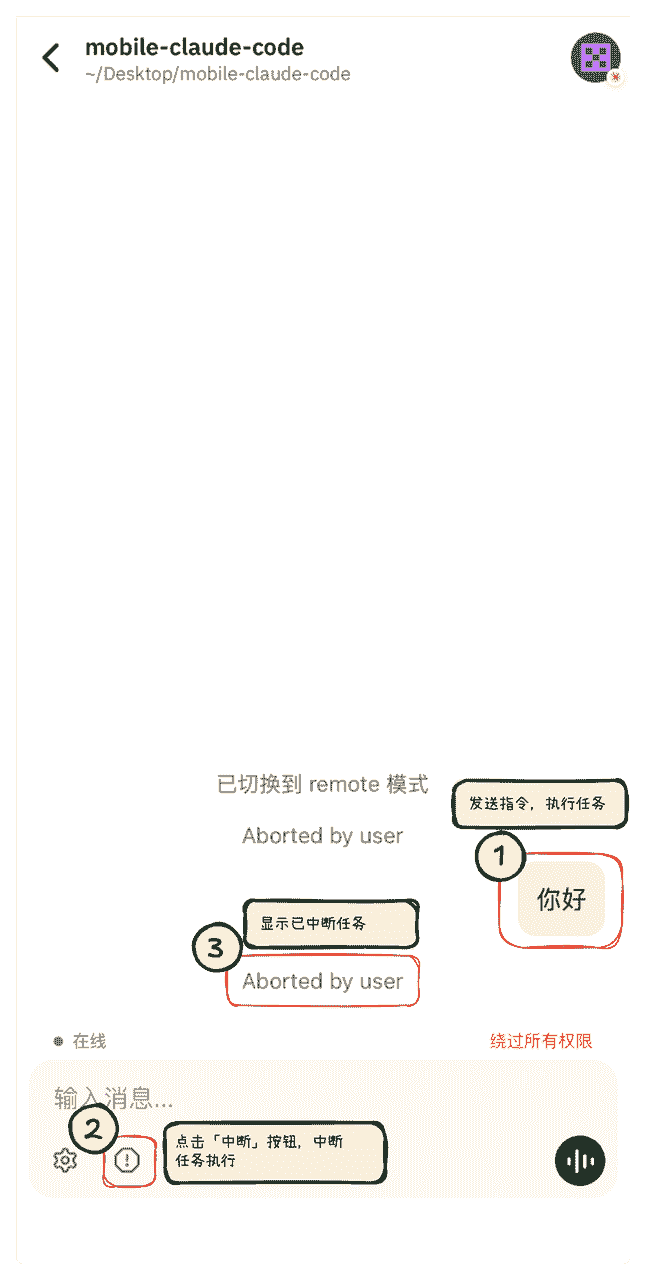 mobile-claude-code
~/Desktop/mobile-claude-code
已切换到 remote 模式
发送指令，执行任务
Aborted by user
1
你好
显示已中断任务
3
Aborted by user
在线
绕过所有权限
输入消息...
2
点击「中断」按钮，中断
任务执行